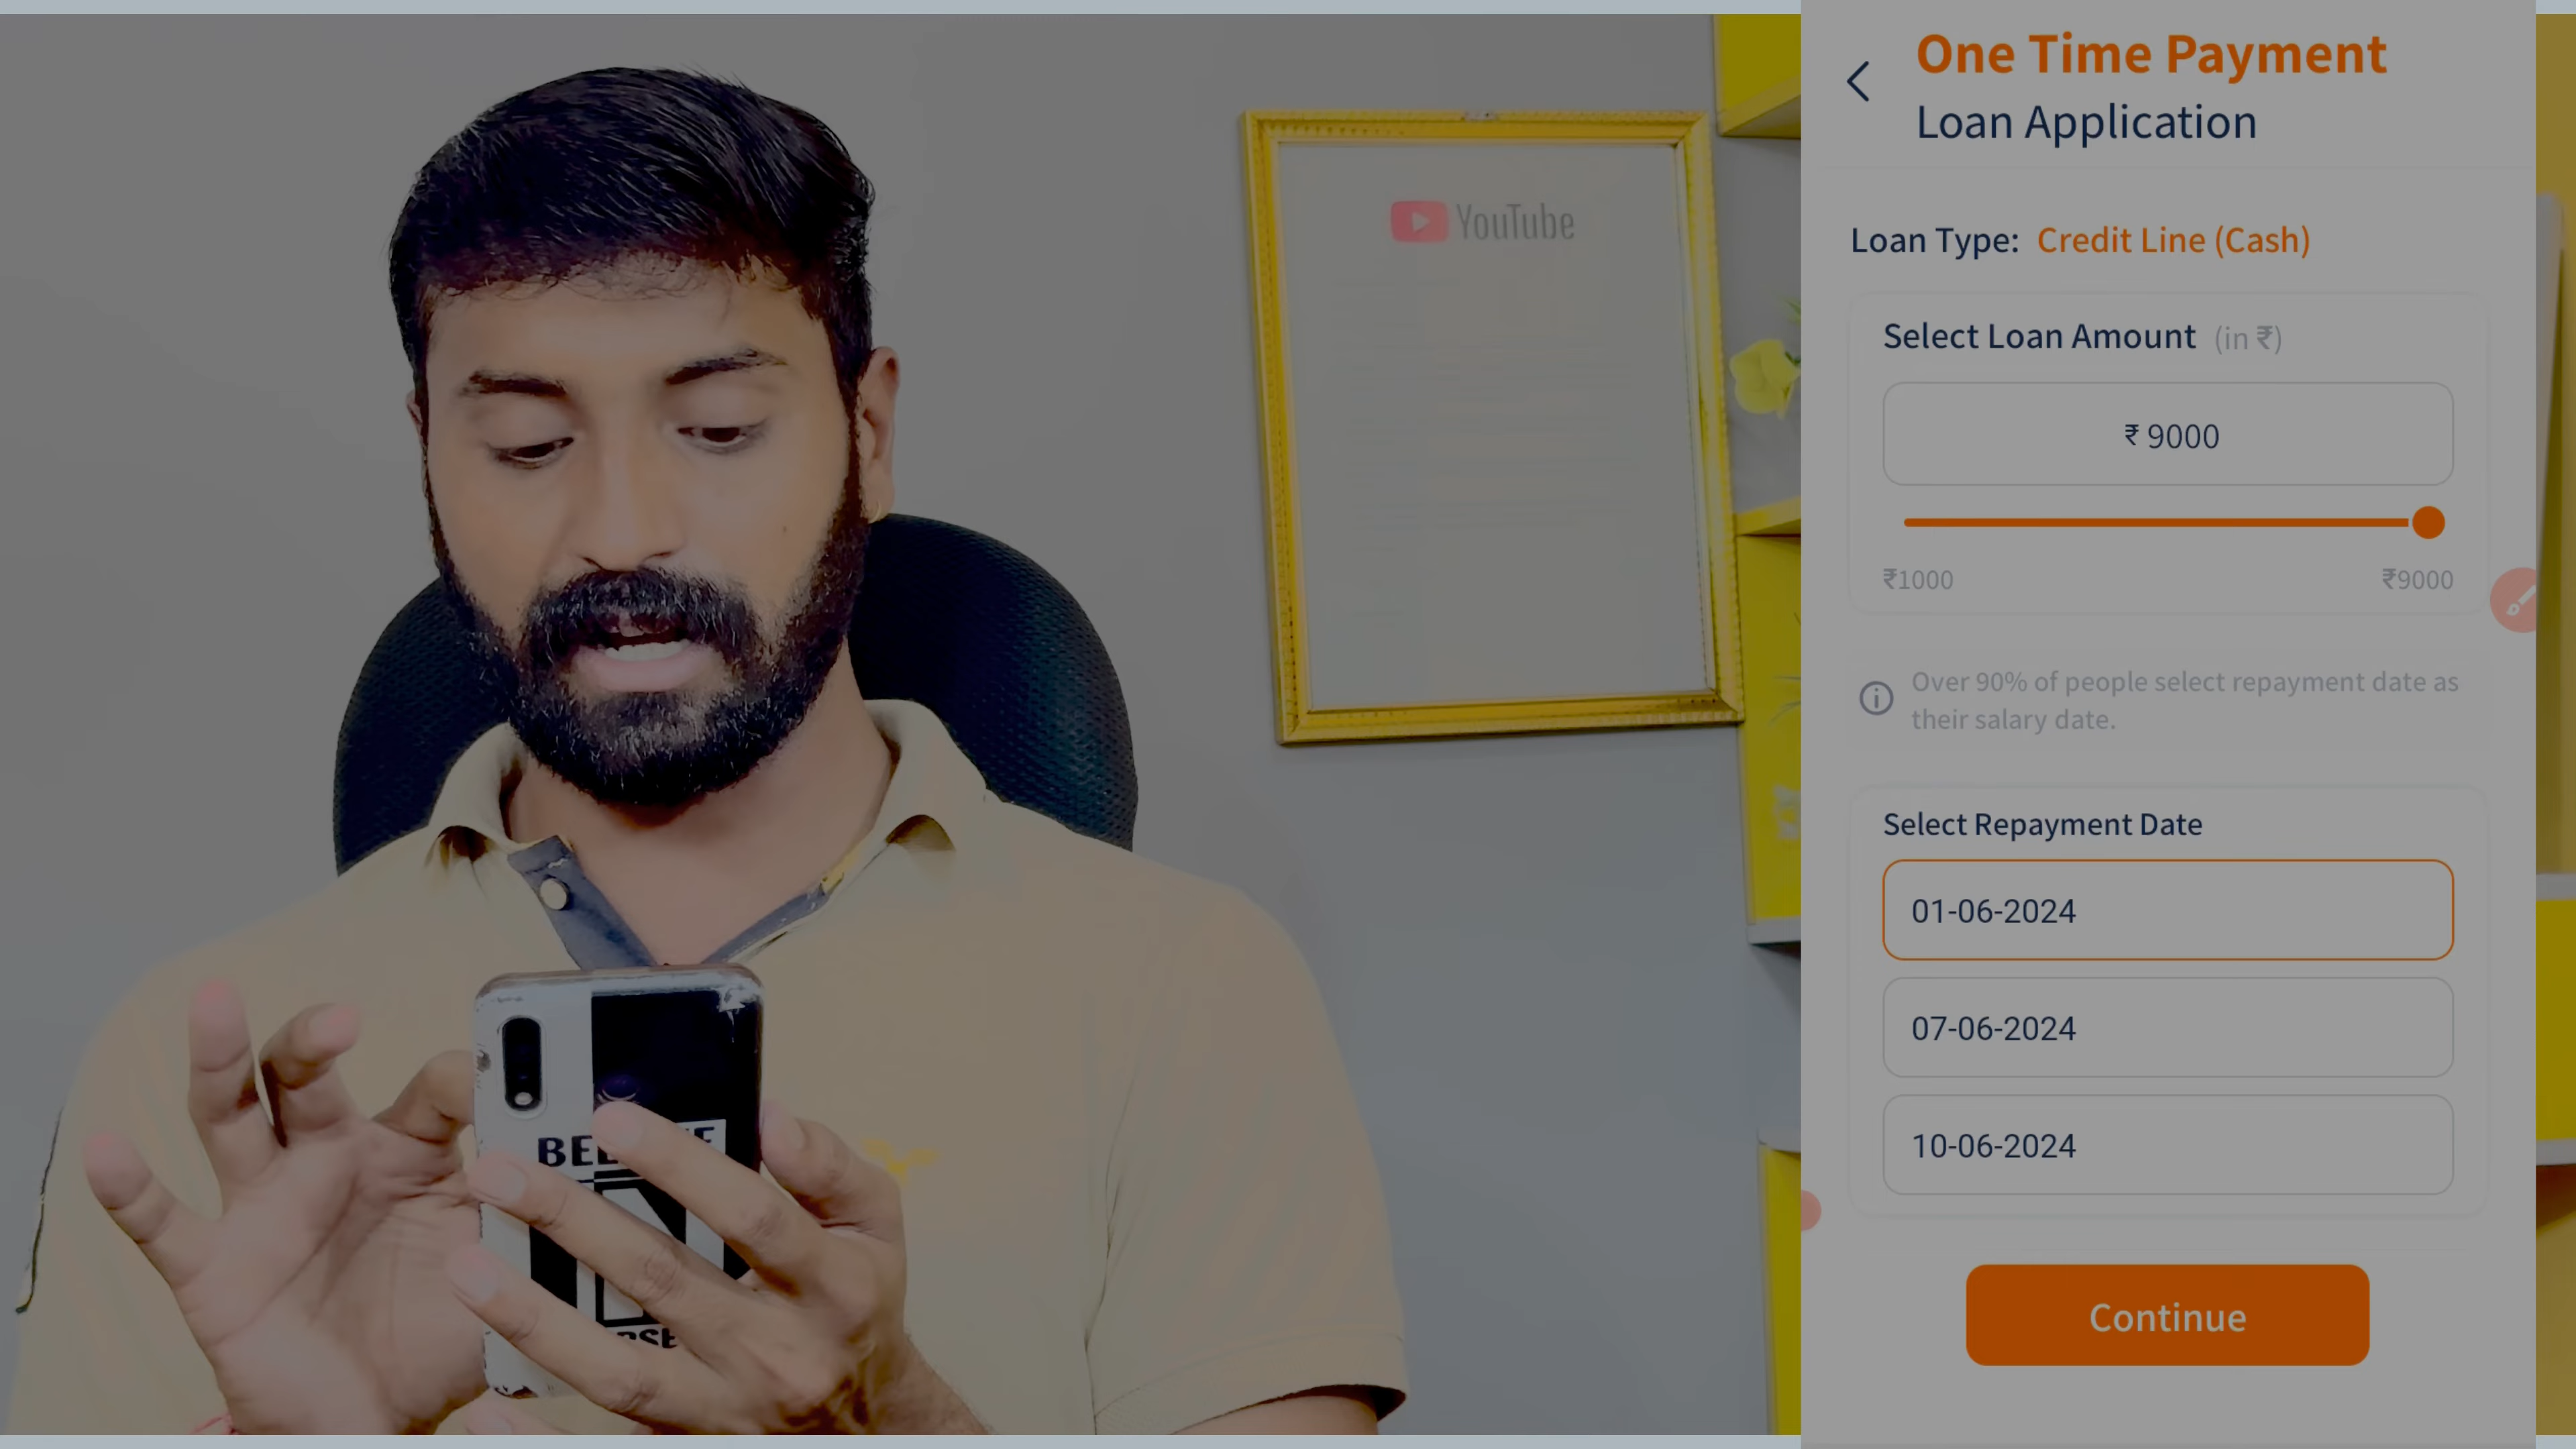 YouTube
One Time Payment
Loan Application
Loan Type: Credit Line (Cash)
Select Loan Amount (in ₹)
₹ 9000
₹1000 ₹9000
Over 90% of people select repayment date as
their salary date.
Select Repayment Date
01-06-2024
07-06-2024
10-06-2024
Continue